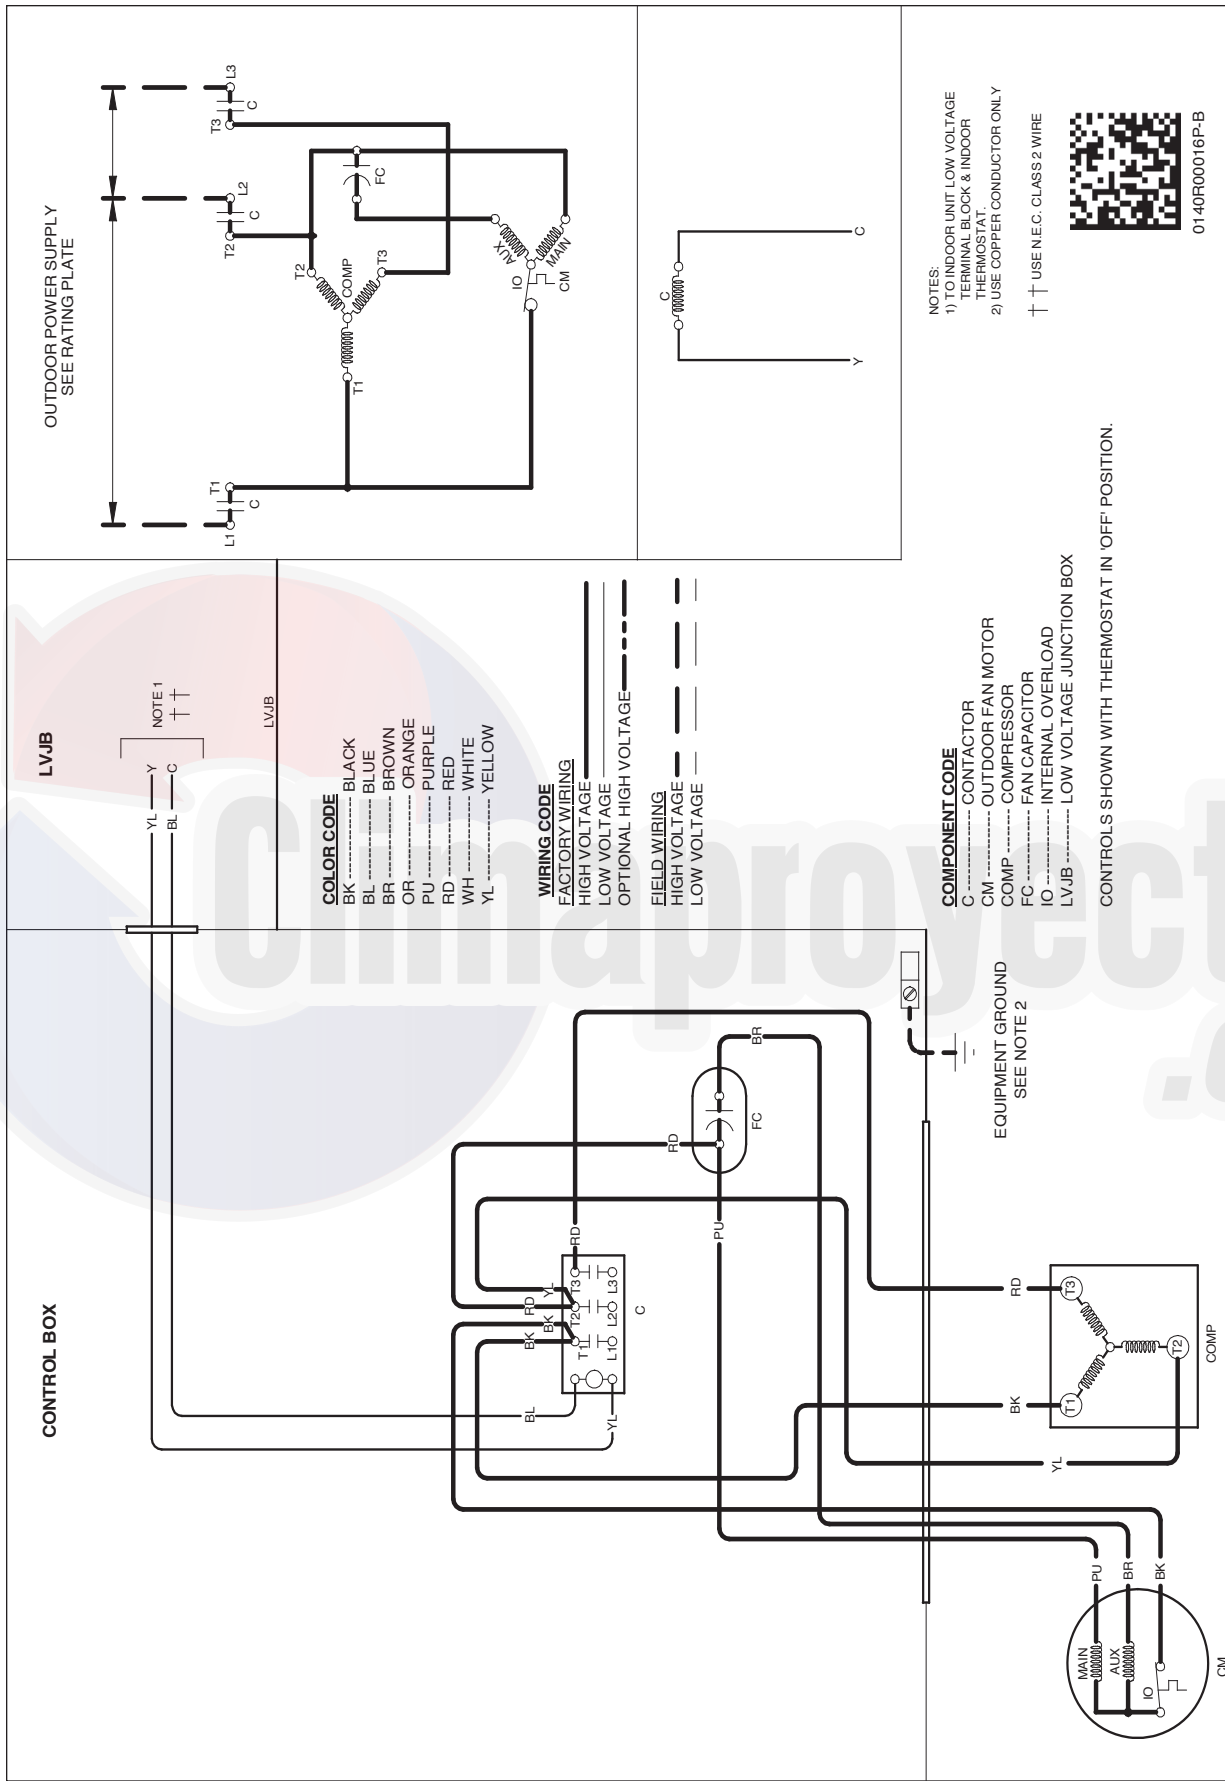 CONTROL BOX
LVJB
OUTDOOR POWER SUPPLY
SEE RATING PLATE
YL
Y
BL
C
NOTE 1
LVJB
L1
T1
C
T2
L2
C
T3
L3
C
T1
T2
T3
COMP
FC
AUX
MAIN
IO
CM
C
Y
C
COLOR CODE
BK ---------- BLACK
BL ---------- BLUE
BR ---------- BROWN
OR ---------- ORANGE
PU ---------- PURPLE
RD ---------- RED
WH ---------- WHITE
YL ---------- YELLOW
WIRING CODE
FACTORY WIRING
HIGH VOLTAGE
LOW VOLTAGE
OPTIONAL HIGH VOLTAGE
FIELD WIRING
HIGH VOLTAGE
LOW VOLTAGE
NOTES:
1) TO INDOOR UNIT LOW VOLTAGE
TERMINAL BLOCK & INDOOR
THERMOSTAT.
2) USE COPPER CONDUCTOR ONLY
†† USE N.E.C. CLASS 2 WIRE
COMPONENT CODE
C ---------- CONTACTOR
CM ---------- OUTDOOR FAN MOTOR
COMP ---------- COMPRESSOR
FC ---------- FAN CAPACITOR
IO ---------- INTERNAL OVERLOAD
LVJB ---------- LOW VOLTAGE JUNCTION BOX
CONTROLS SHOWN WITH THERMOSTAT IN 'OFF' POSITION.
0140R00016P-B
BL
YL
BK
BK
RD
YL
RD
T1
T2
T3
L1
L2
L3
C
RD
BR
FC
PU
EQUIPMENT GROUND
SEE NOTE 2
PU
BR
BK
MAIN
AUX
IO
CM
YL
BK
RD
T1
T2
T3
COMP
Climaproyect